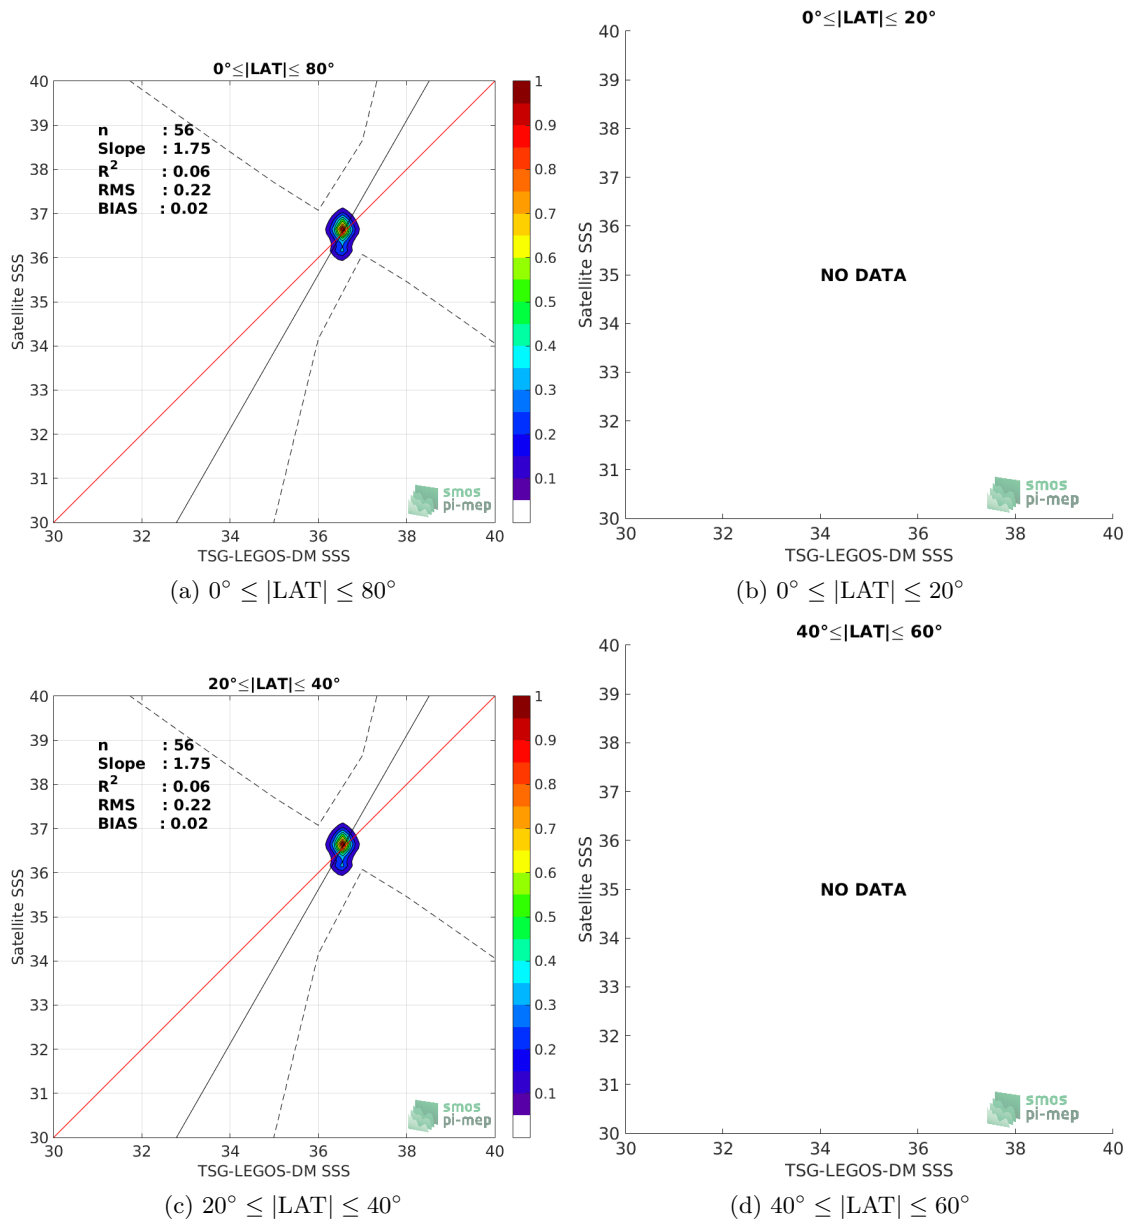 0°≤|LAT|≤ 80°
40
39
38
37
36
35
34
33
32
31
30
Satellite SSS
n : 56
Slope : 1.75
R² : 0.06
RMS : 0.22
BIAS : 0.02
30 32 34 36 38 40
TSG-LEGOS-DM SSS
1
0.9
0.8
0.7
0.6
0.5
0.4
0.3
0.2
0.1
smos
pi-mep
(a) 0° ≤ |LAT| ≤ 80°
0°≤|LAT|≤ 20°
40
39
38
37
36
35
34
33
32
31
30
Satellite SSS
NO DATA
smos
pi-mep
30 32 34 36 38 40
TSG-LEGOS-DM SSS
(b) 0° ≤ |LAT| ≤ 20°
20°≤|LAT|≤ 40°
40
39
38
37
36
35
34
33
32
31
30
Satellite SSS
n : 56
Slope : 1.75
R² : 0.06
RMS : 0.22
BIAS : 0.02
30 32 34 36 38 40
TSG-LEGOS-DM SSS
1
0.9
0.8
0.7
0.6
0.5
0.4
0.3
0.2
0.1
smos
pi-mep
(c) 20° ≤ |LAT| ≤ 40°
40°≤|LAT|≤ 60°
40
39
38
37
36
35
34
33
32
31
30
Satellite SSS
NO DATA
smos
pi-mep
30 32 34 36 38 40
TSG-LEGOS-DM SSS
(d) 40° ≤ |LAT| ≤ 60°